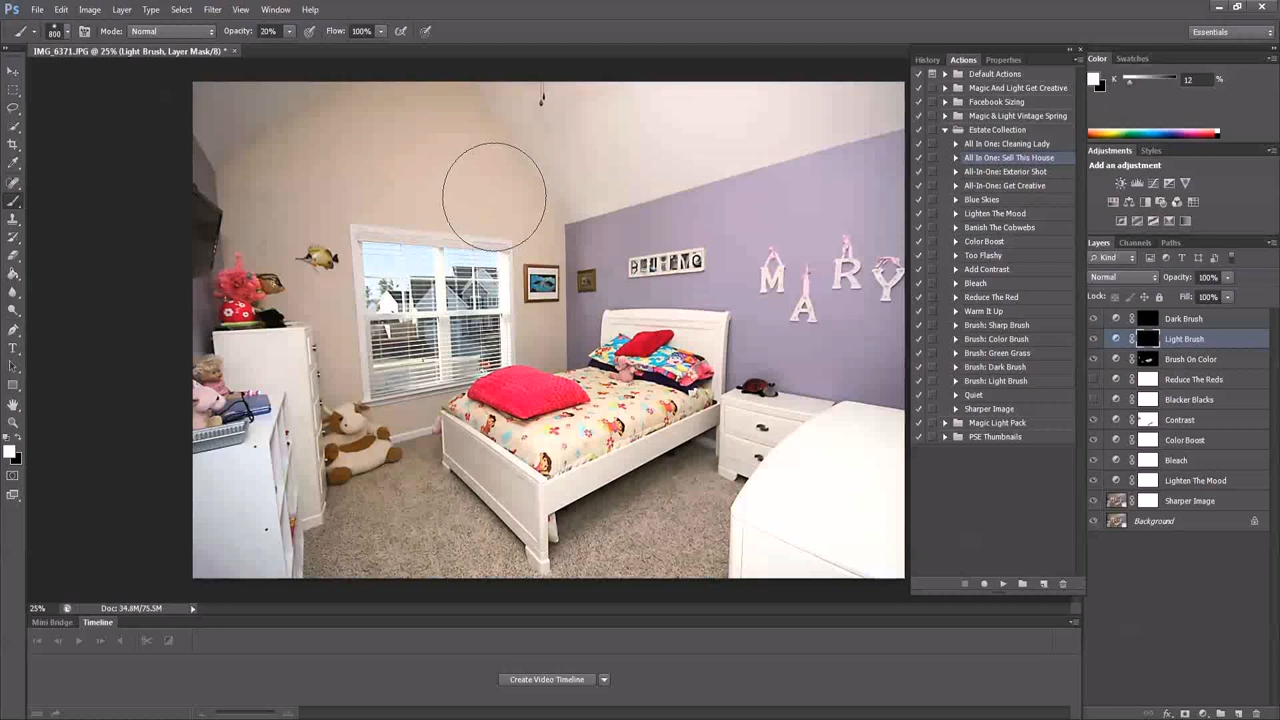 Ps File Edit Image Layer Type Select Filter View Window Help
800 Mode: Normal Opacity: 20% Flow: 100% Essentials
IMG_6371.JPG @ 25% (Light Brush, Layer Mask/8) * ×
History Actions Properties
Default Actions
Magic And Light Get Creative
Facebook Sizing
Magic & Light Vintage Spring
Estate Collection
All In One: Cleaning Lady
All In One: Sell This House
All-In-One: Exterior Shot
All-In-One: Get Creative
Blue Skies
Lighten The Mood
Banish The Cobwebs
Color Boost
Too Flashy
Add Contrast
Bleach
Reduce The Red
Warm It Up
Brush: Sharp Brush
Brush: Color Brush
Brush: Green Grass
Brush: Dark Brush
Brush: Light Brush
Quiet
Sharper Image
Magic Light Pack
PSE Thumbnails
Color Swatches
K 12 %
Adjustments Styles
Add an adjustment
Layers Channels Paths
Kind
Normal Opacity: 100%
Lock: Fill: 100%
Dark Brush
Light Brush
Brush On Color
Reduce The Reds
Blacker Blacks
Contrast
Color Boost
Bleach
Lighten The Mood
Sharper Image
Background
MARY
25% Doc: 34.8M/75.5M
Mini Bridge Timeline
Create Video Timeline